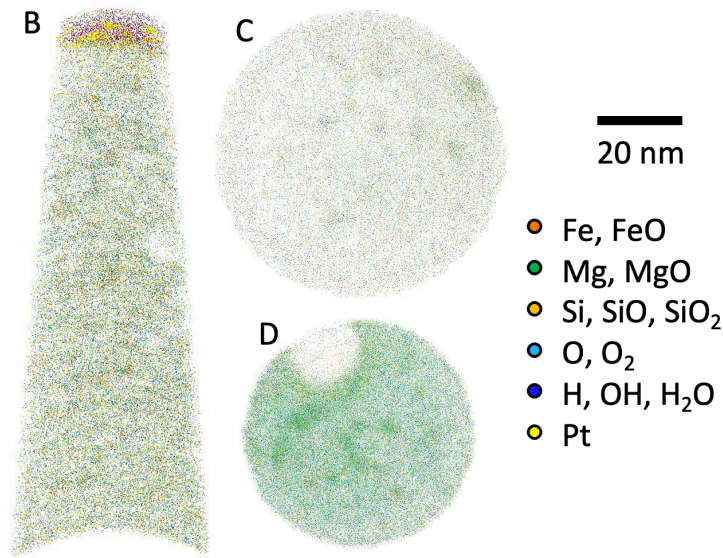 B
C
20 nm
Fe, FeO
Mg, MgO
Si, SiO, SiO₂
D
O, O₂
H, OH, H₂O
Pt